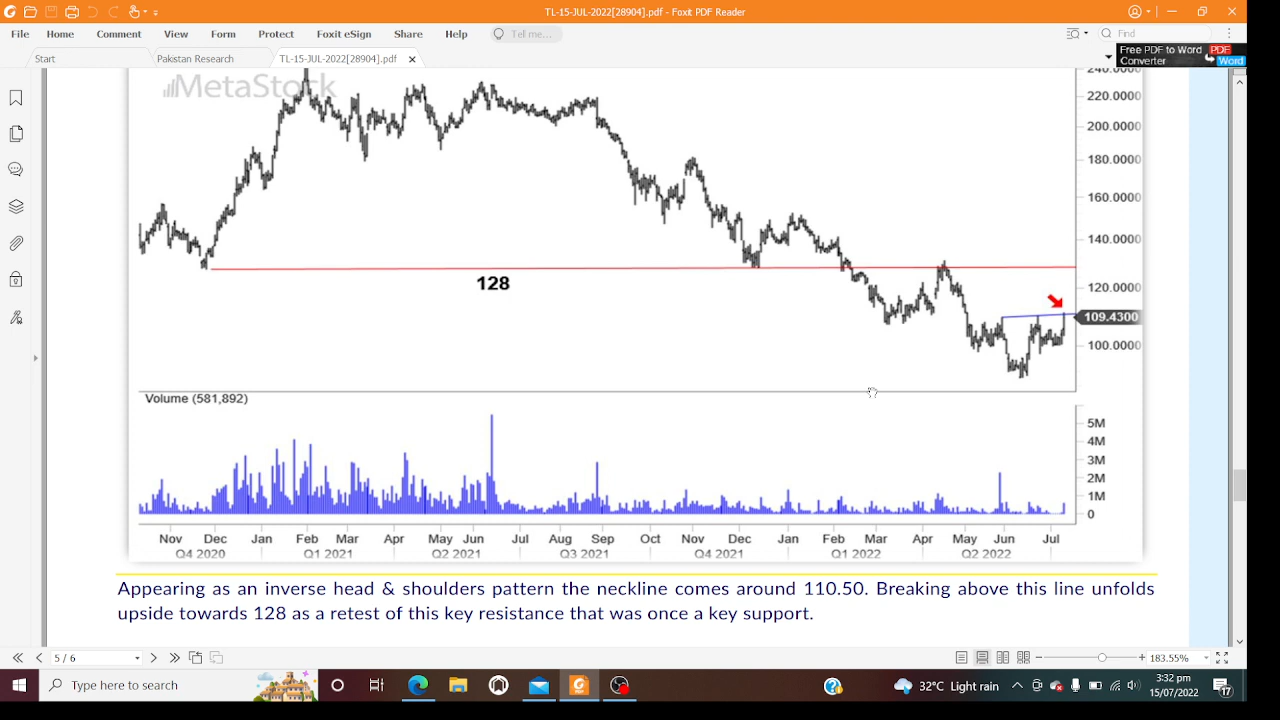 TL-15-JUL-2022[28904].pdf - Foxit PDF Reader
File Home Comment View Form Protect Foxit eSign Share Help Tell me... Find
Start Pakistan Research TL-15-JUL-2022[28904].pdf
Free PDF to Word PDF
Converter Word
MetaStock
240.0000
220.0000
200.0000
180.0000
160.0000
140.0000
128
120.0000
109.4300
100.0000
Volume (581,892)
5M
4M
3M
2M
1M
0
Nov Dec Jan Feb Mar Apr May Jun Jul Aug Sep Oct Nov Dec Jan Feb Mar Apr May Jun Jul
Q4 2020 Q1 2021 Q2 2021 Q3 2021 Q4 2021 Q1 2022 Q2 2022
Appearing as an inverse head & shoulders pattern the neckline comes around 110.50. Breaking above this line unfolds
upside towards 128 as a retest of this key resistance that was once a key support.
5 / 6 183.55%
Type here to search 32°C Light rain 3:32 pm
15/07/2022 17